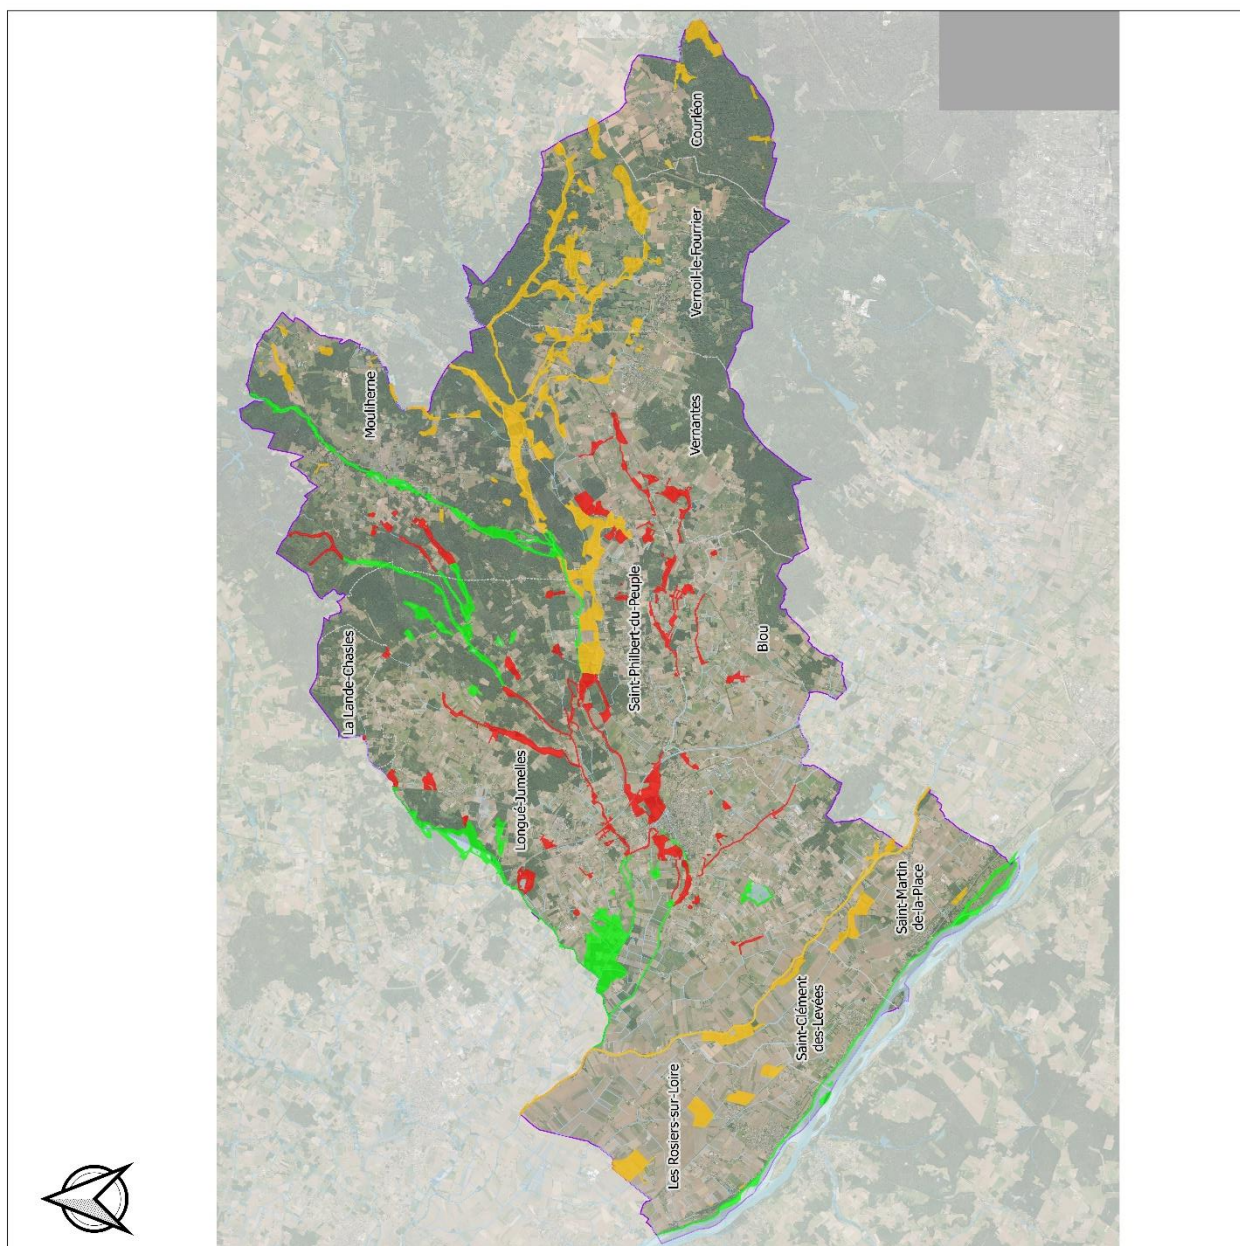 Courléon
Vernoil-le-Fourrier
Mouliherne
Vernantes
Saint-Philbert-du-Peuple
Blou
La Lande-Chasles
Longué-Jumelles
Saint-Martin
de-la-Place
Saint-Clément
des-Levées
Les Rosiers-sur-Loire